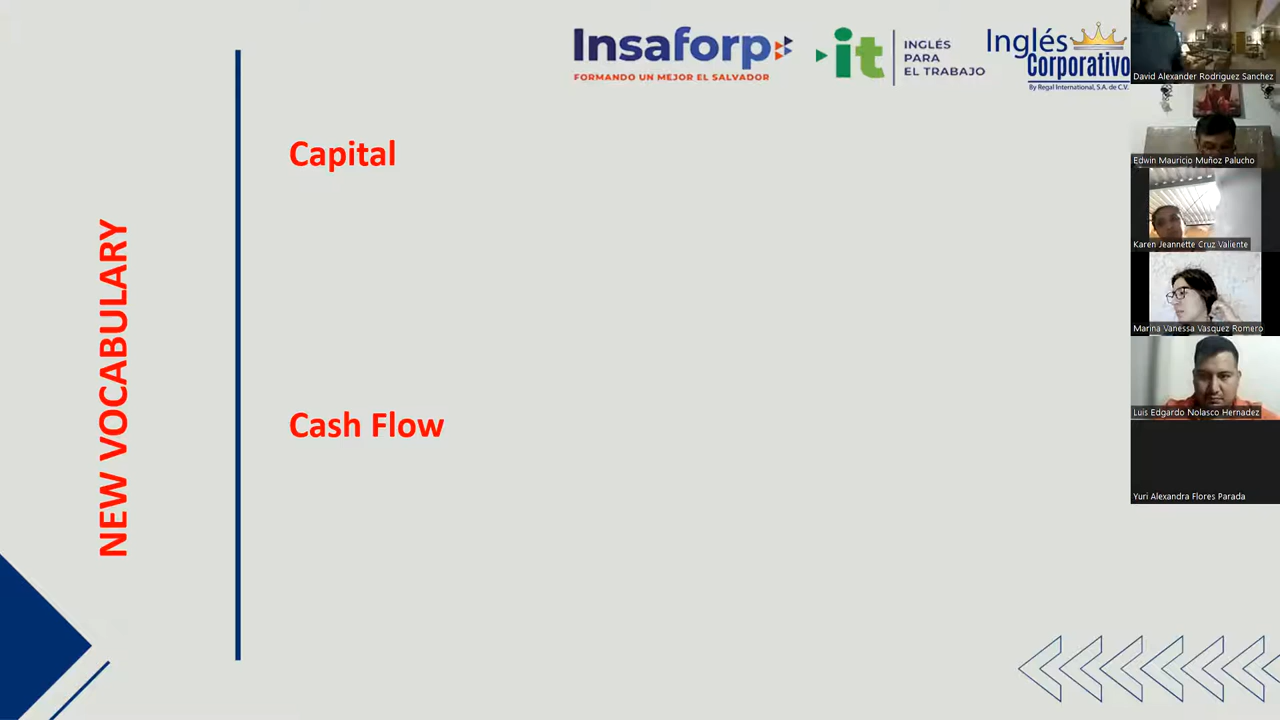 Insaforp
FORMANDO UN MEJOR EL SALVADOR
it
INGLÉS
PARA
EL TRABAJO
Inglés
Corporativo
By Regal International, S.A. de C.V.
NEW VOCABULARY
Capital
Cash Flow
David Alexander Rodriguez Sanchez
Edwin Mauricio Muñoz Palucho
Karen Jeannette Cruz Valiente
Marina Vanessa Vasquez Romero
Luis Edgardo Nolasco Hernadez
Yuri Alexandra Flores Parada